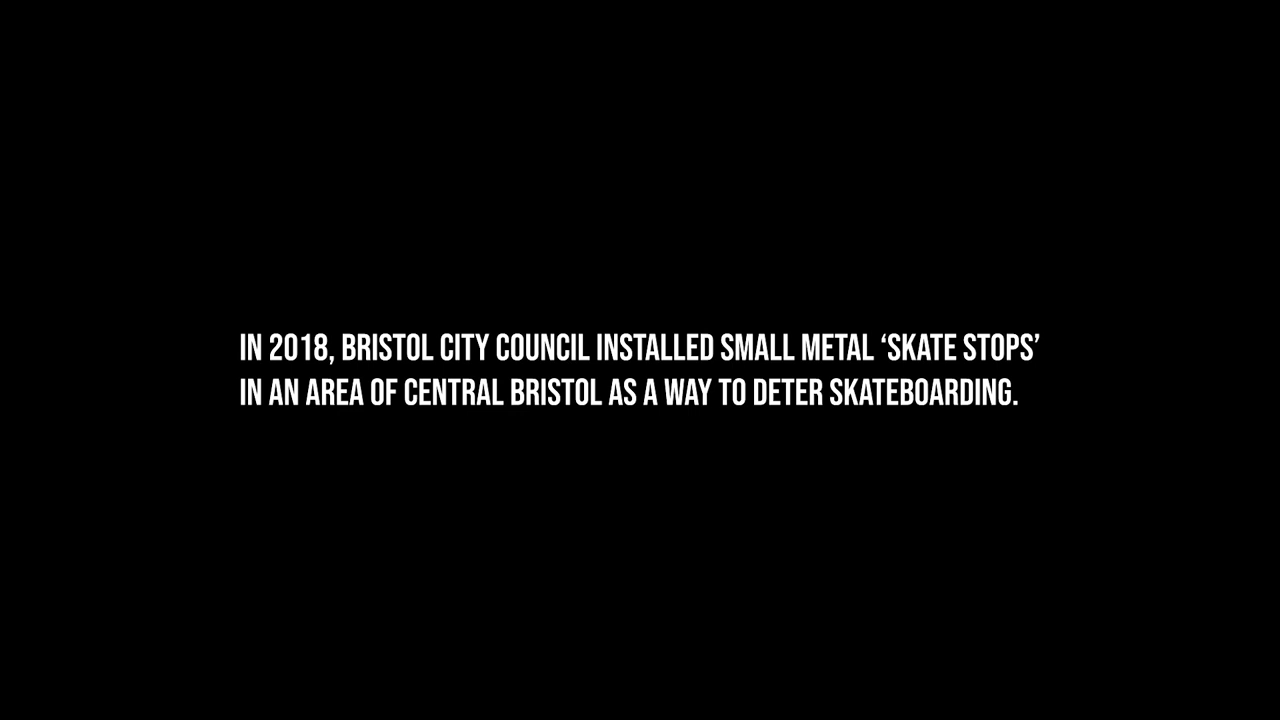 IN 2018, BRISTOL CITY COUNCIL INSTALLED SMALL METAL ‘SKATE STOPS’
IN AN AREA OF CENTRAL BRISTOL AS A WAY TO DETER SKATEBOARDING.